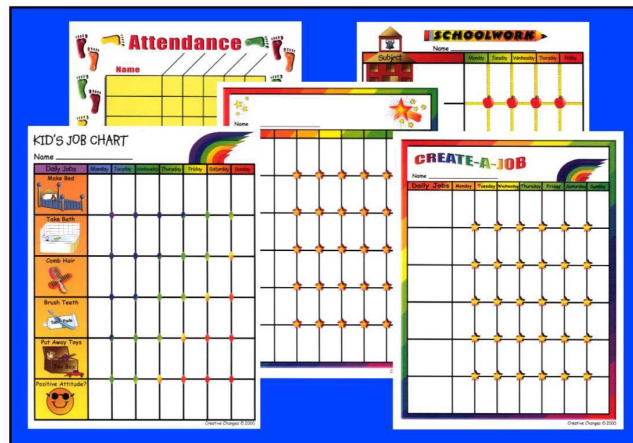 Attendance
Name
SCHOOLWORK
Name
Subject
Monday Tuesday Wednesday Thursday Friday
Name
KID'S JOB CHART
Name
Daily Jobs Monday Tuesday Wednesday Thursday Friday Saturday Sunday
Make Bed
Take Bath
Comb Hair
Brush Teeth
Put Away Toys
Toy Box
Positive Attitude?
Creative Changes © 2000
CREATE-A-JOB
Name
Daily Jobs Monday Tuesday Wednesday Thursday Friday Saturday Sunday
Creative Changes © 2000